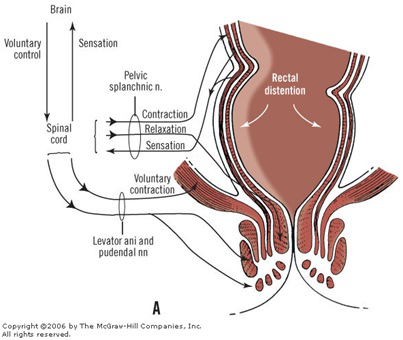 Brain
Voluntary
control
Sensation
Pelvic
splanchnic n.
Rectal
distention
Contraction
Relaxation
Sensation
Spinal
cord
Voluntary
contraction
Levator ani and
pudendal nn
A
Copyright ©2006 by The McGraw-Hill Companies, Inc.
All rights reserved.